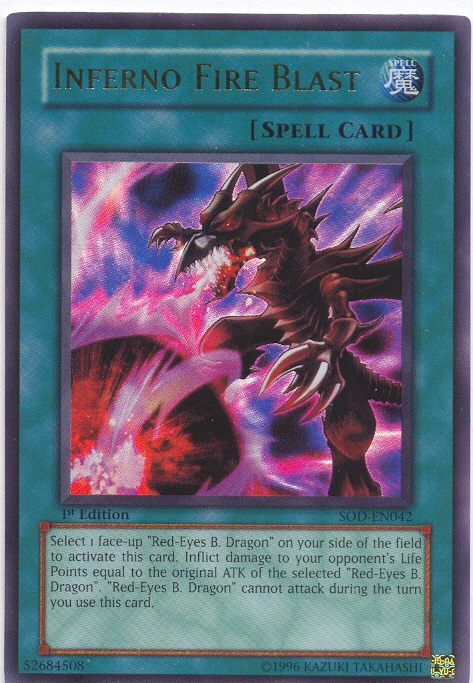 INFERNO FIRE BLAST
SPELL
魔
[SPELL CARD]
1st Edition
SOD-EN042
Select 1 face-up "Red-Eyes B. Dragon" on your side of the field
to activate this card. Inflict damage to your opponent's Life
Points equal to the original ATK of the selected "Red-Eyes B.
Dragon". "Red-Eyes B. Dragon" cannot attack during the turn
you use this card.
52684508
©1996 KAZUKI TAKAHASHI